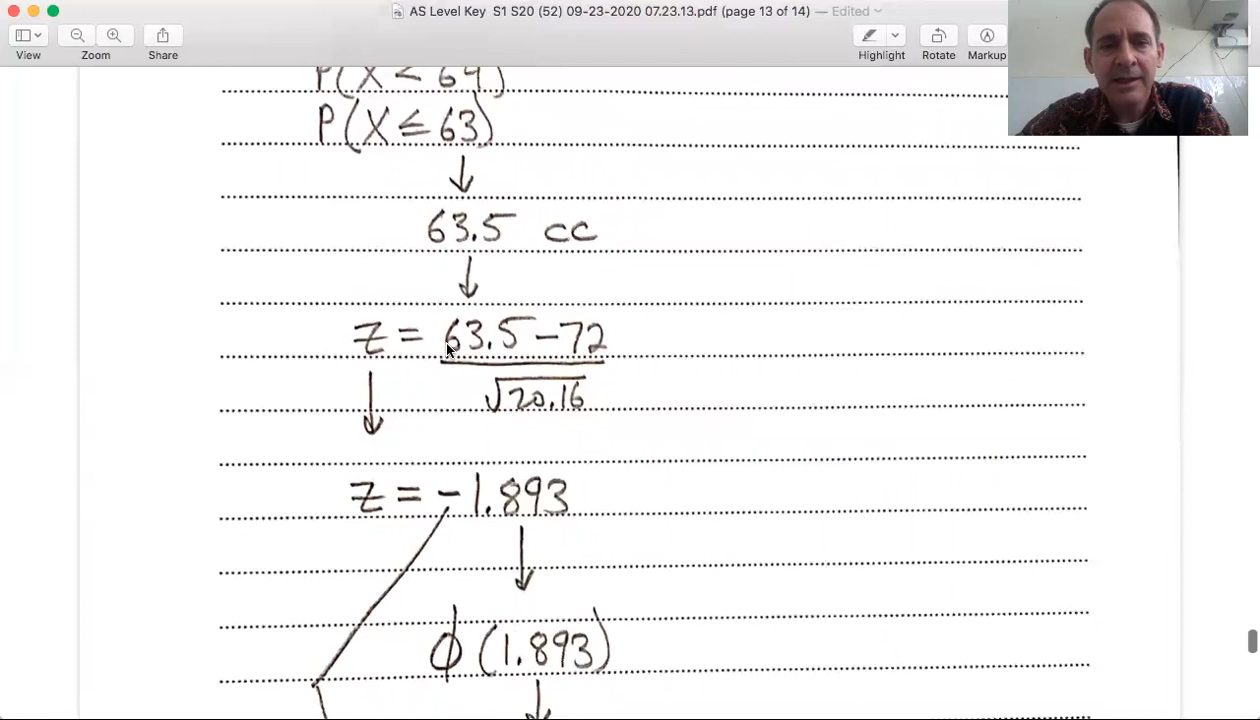 AS Level Key S1 S20 (52) 09-23-2020 07.23.13.pdf (page 13 of 14) — Edited
View Zoom Share Highlight Rotate Markup
P(X < 64)
P(X ≤ 63)
↓
63.5 cc
↓
Z = 63.5 – 72
√20.16
↓
Z = –1.893
↓
ϕ (1.893)
↓